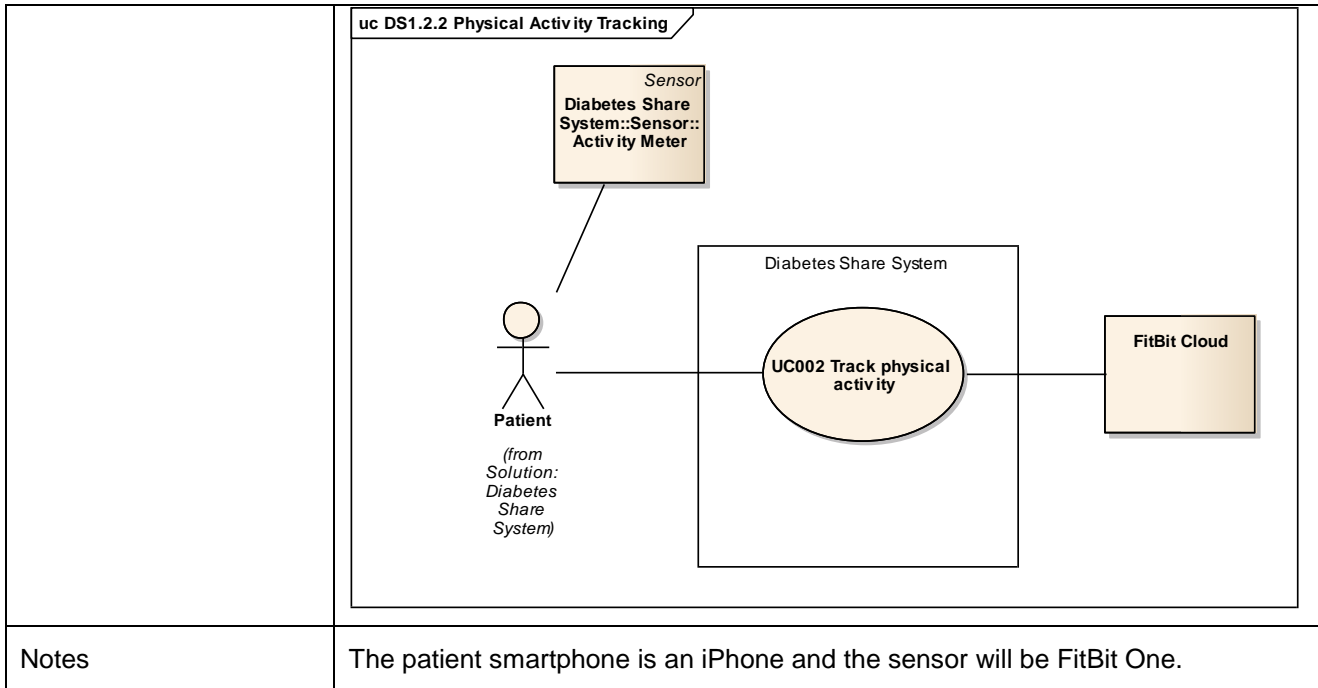 uc DS1.2.2 Physical Activity Tracking
Sensor
Diabetes Share
System::Sensor::
Activity Meter
Diabetes Share System
UC002 Track physical
activity
FitBit Cloud
Patient
(from
Solution:
Diabetes
Share
System)
Notes
The patient smartphone is an iPhone and the sensor will be FitBit One.